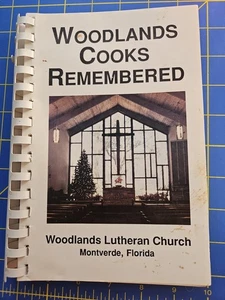 WOODLANDS
COOKS
REMEMBERED
Woodlands Lutheran Church
Montverde, Florida